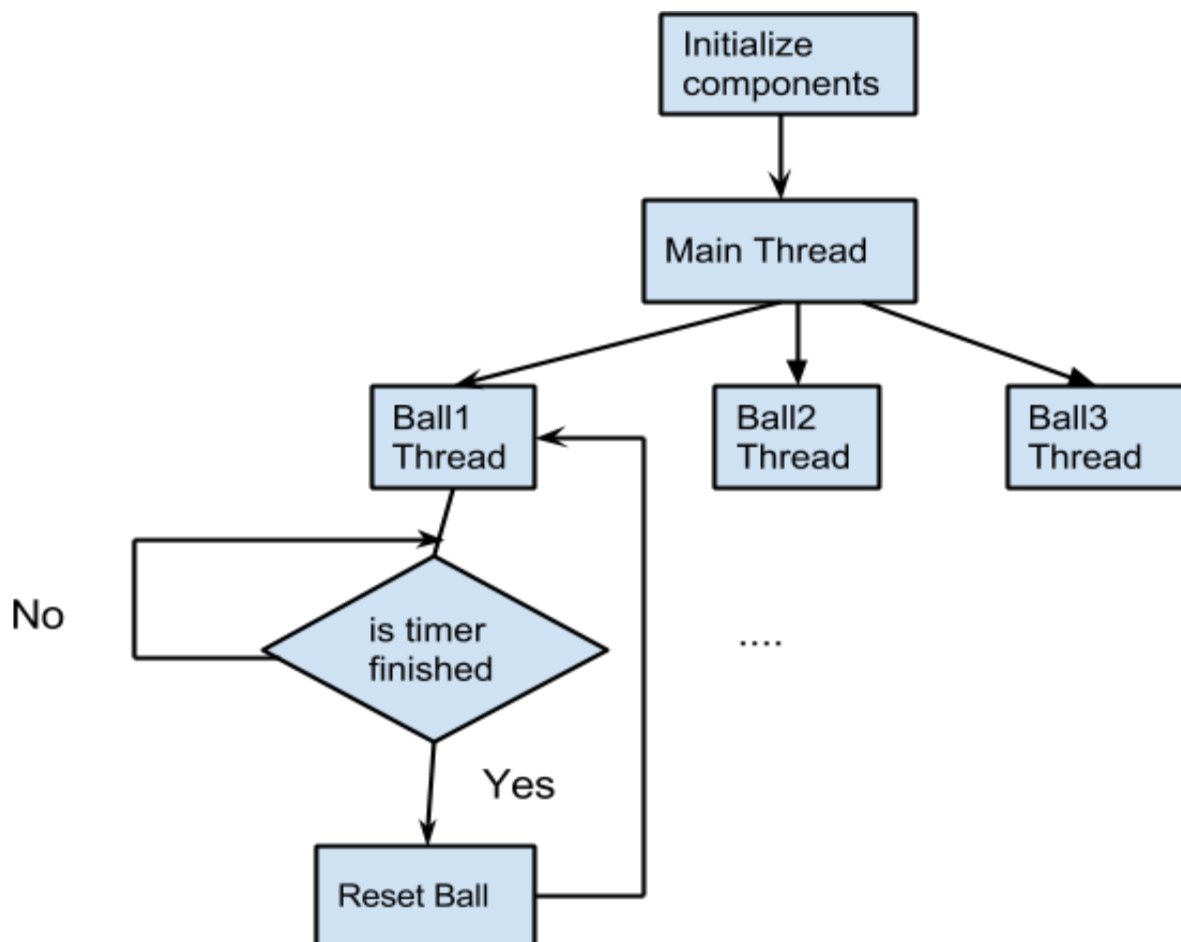 Initialize
components
Main Thread
Ball1
Thread
Ball2
Thread
Ball3
Thread
No
is timer
finished
....
Yes
Reset Ball